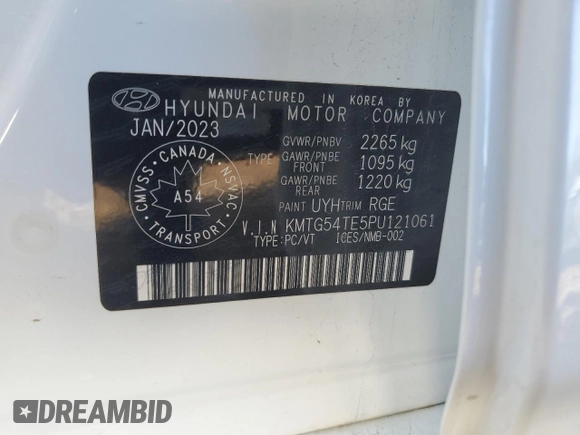 MANUFACTURED IN KOREA BY
HYUNDAI MOTOR COMPANY
JAN/2023
GVWR/PNBV 2265 kg
TYPE GAWR/PNBE FRONT 1095 kg
GAWR/PNBE REAR 1220 kg
PAINT UYH TRIM RGE
CMVSS CANADA NSVAC
A54
TRANSPORT
V.I.N KMTG54TE5PU121061
TYPE:PC/VT ICES/NMB-002
DREAMBID